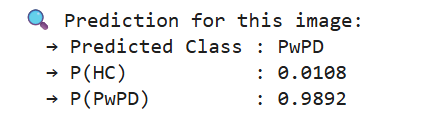 🔍 Prediction for this image:
→ Predicted Class : PwPD
→ P(HC) : 0.0108
→ P(PwPD) : 0.9892